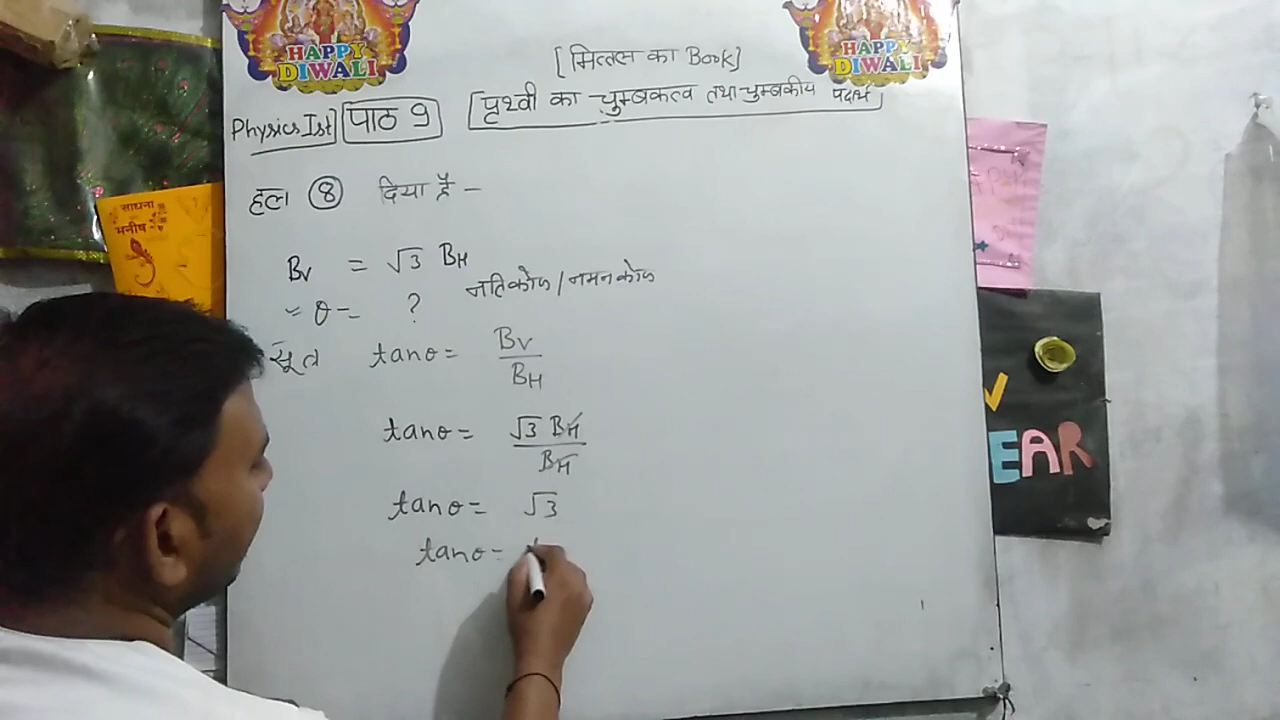 HAPPY DIWALI
HAPPY DIWALI
[मित्तल का Book]
Physics Ist पाठ 9 [पृथ्वी का चुम्बकत्व तथा चुम्बकीय पदार्थ]
साधना
मनीष
हल 8 दिया है -
Bv = √3 BH
= θ = ? नतिकोण / नमनकोण
सूत्र tanθ = Bv / BH
tanθ = √3 BH / BH
tanθ = √3
tanθ =
EAR